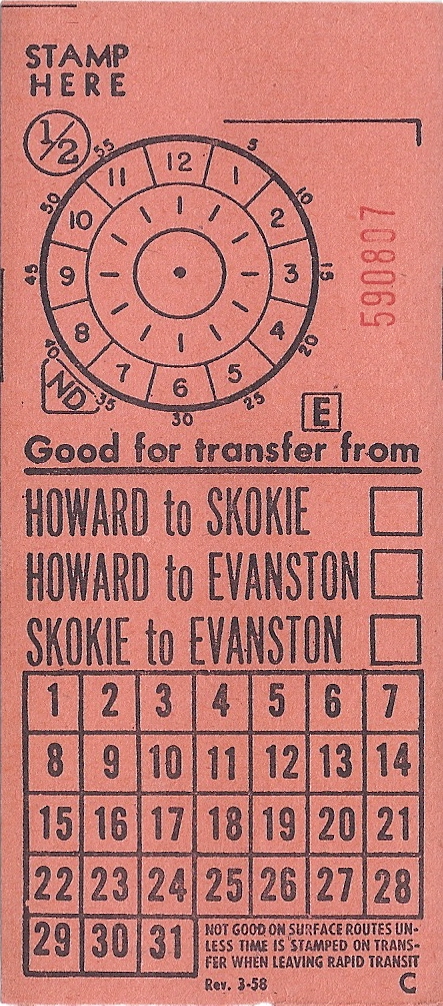 STAMP
HERE
1/2
55
5
50
10
45
15
40
20
35
25
30
12
1
2
3
4
5
6
7
8
9
10
11
590807
ND
E
Good for transfer from
HOWARD to SKOKIE
HOWARD to EVANSTON
SKOKIE to EVANSTON
1 2 3 4 5 6 7
8 9 10 11 12 13 14
15 16 17 18 19 20 21
22 23 24 25 26 27 28
29 30 31
NOT GOOD ON SURFACE ROUTES UN-
LESS TIME IS STAMPED ON TRANS-
FER WHEN LEAVING RAPID TRANSIT
Rev. 3-58 C